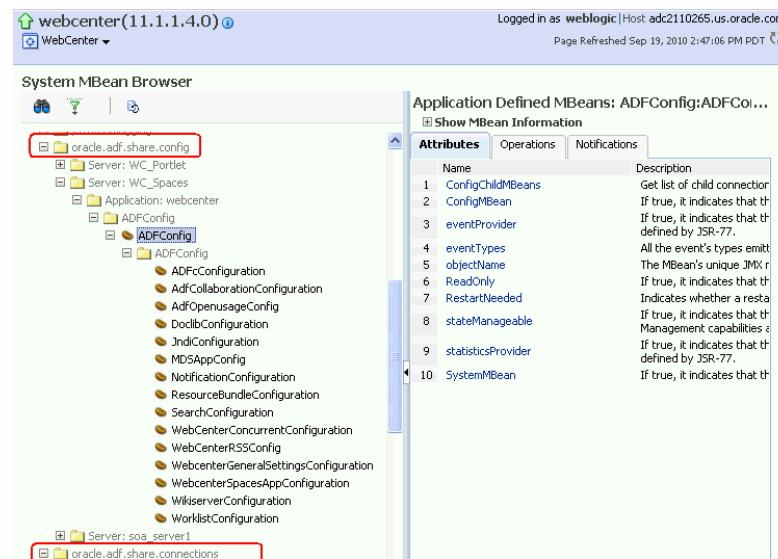 webcenter(11.1.1.4.0)
Logged in as weblogic|Host adc2110265.us.oracle.co
WebCenter
Page Refreshed Sep 19, 2010 2:47:06 PM PDT
System MBean Browser
Application Defined MBeans: ADFConfig:ADFCo...
Show MBean Information
Attributes Operations Notifications
oracle.adf.share.config
Server: WC_Portlet
Server: WC_Spaces
Application: webcenter
ADFConfig
ADFConfig
ADFConfig
ADFcConfiguration
AdfCollaborationConfiguration
AdfOpenusageConfig
DoclibConfiguration
JndiConfiguration
MDSAppConfig
NotificationConfiguration
ResourceBundleConfiguration
SearchConfiguration
WebCenterConcurrentConfiguration
WebCenterRSSConfig
WebcenterGeneralSettingsConfiguration
WebcenterSpacesAppConfiguration
WikiserverConfiguration
WorklistConfiguration
Server: soa_server1
oracle.adf.share.connections
Name Description
1 ConfigChildMBeans Get list of child connection
2 ConfigMBean If true, it indicates that th
3 eventProvider If true, it indicates that th
defined by JSR-77.
4 eventTypes All the event's types emitt
5 objectName The MBean's unique JMX
6 ReadOnly If true, it indicates that th
7 RestartNeeded Indicates whether a resta
8 stateManageable If true, it indicates that th
Management capabilities
9 statisticsProvider If true, it indicates that th
defined by JSR-77.
10 SystemMBean If true, it indicates that th